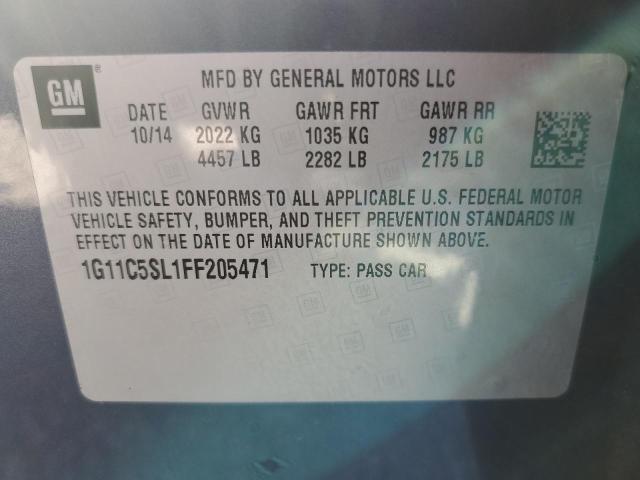 GM ®
MFD BY GENERAL MOTORS LLC
DATE GVWR GAWR FRT GAWR RR
10/14 2022 KG 1035 KG 987 KG
4457 LB 2282 LB 2175 LB
THIS VEHICLE CONFORMS TO ALL APPLICABLE U.S. FEDERAL MOTOR
VEHICLE SAFETY, BUMPER, AND THEFT PREVENTION STANDARDS IN
EFFECT ON THE DATE OF MANUFACTURE SHOWN ABOVE.
1G11C5SL1FF205471 TYPE: PASS CAR